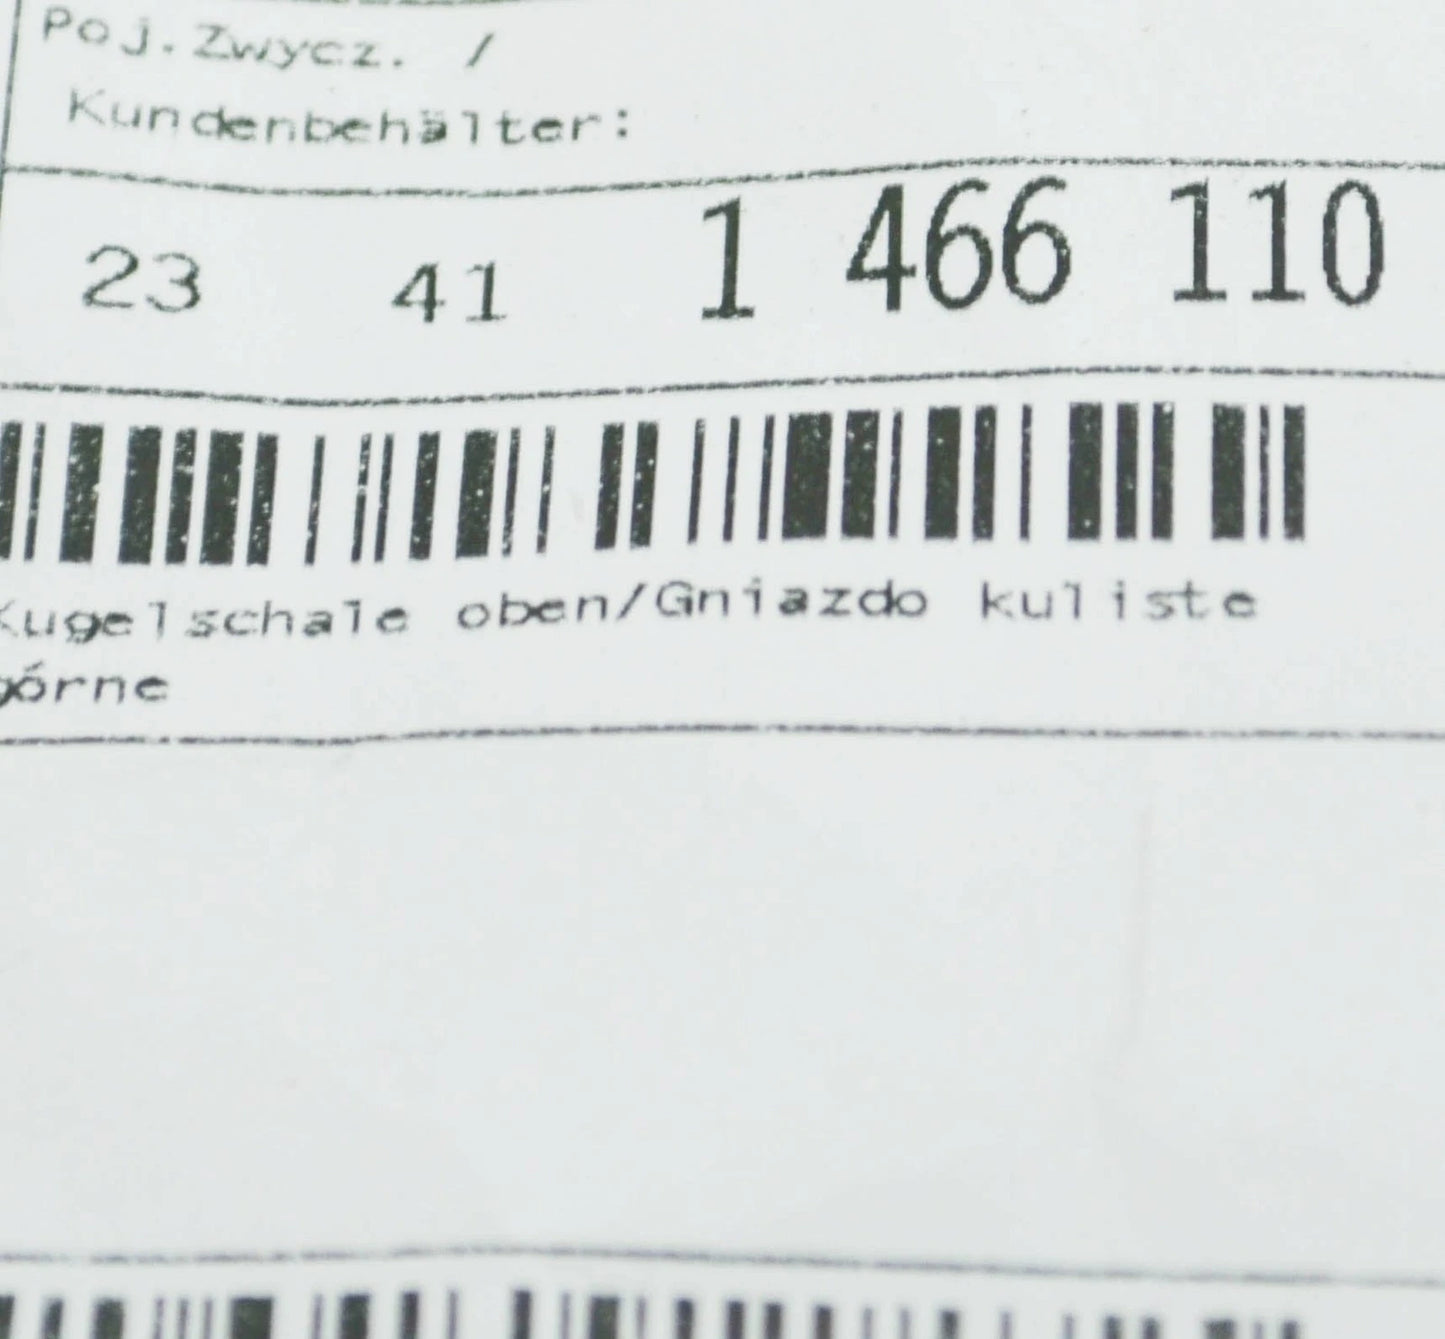 Poj.Zwycz. /
Kundenbehälter:
23 41 1 466 110
Kugelschale oben/Gniazdo kuliste
górne